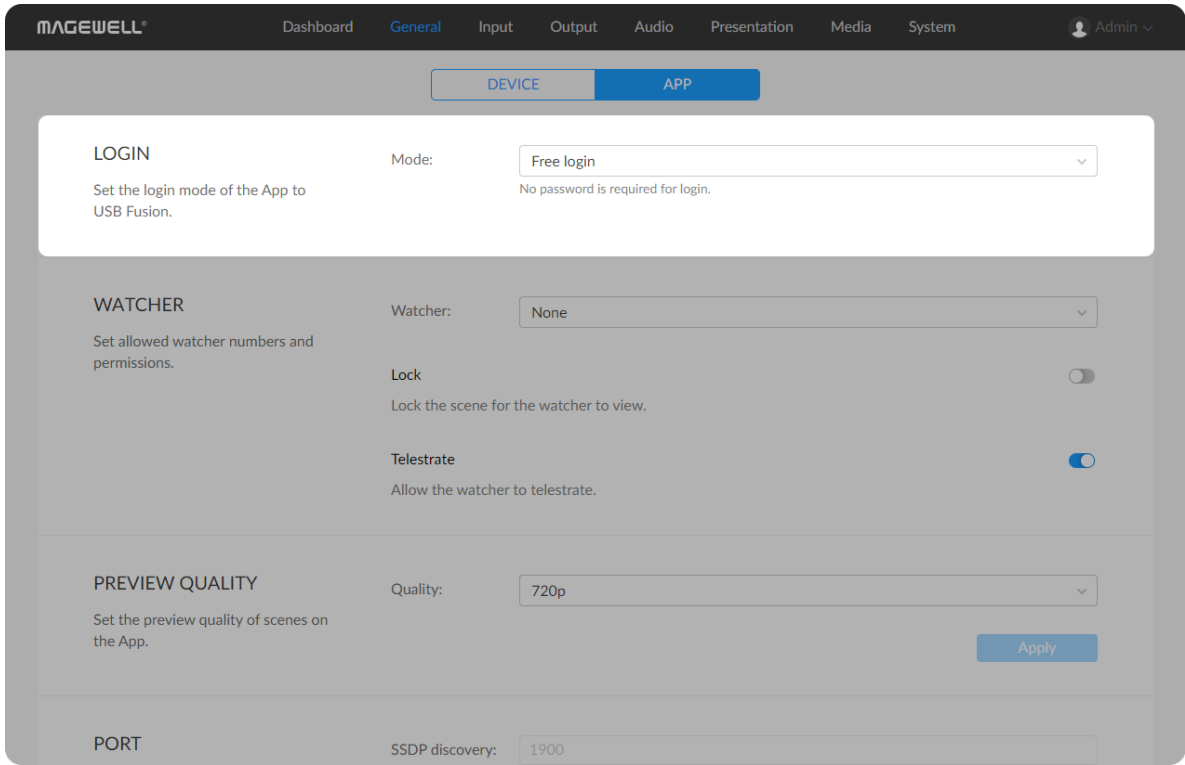 MAGEWELL®
Dashboard General Input Output Audio Presentation Media System Admin
DEVICE APP
LOGIN
Set the login mode of the App to
USB Fusion.
Mode:
Free login
No password is required for login.
WATCHER
Set allowed watcher numbers and
permissions.
Watcher:
None
Lock
Lock the scene for the watcher to view.
Telestrate
Allow the watcher to telestrate.
PREVIEW QUALITY
Set the preview quality of scenes on
the App.
Quality:
720p
Apply
PORT
SSDP discovery:
1900